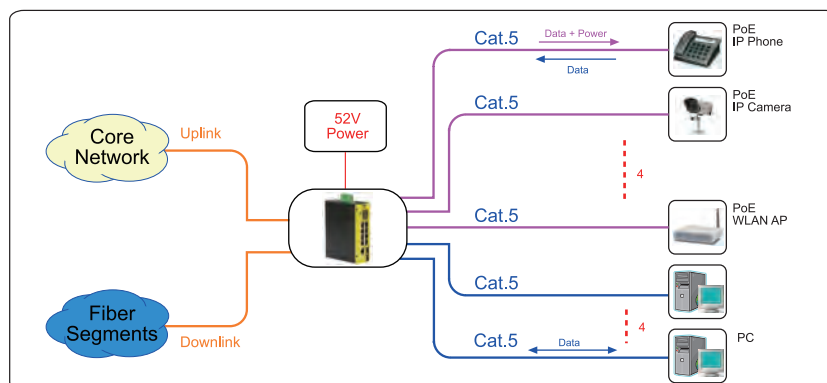 Cat.5
Data + Power
Data
PoE
IP Phone
Cat.5
PoE
IP Camera
52V
Power
Core
Network
Uplink
4
Cat.5
PoE
WLAN AP
Cat.5
Fiber
Segments
Downlink
4
Cat.5
Data
PC